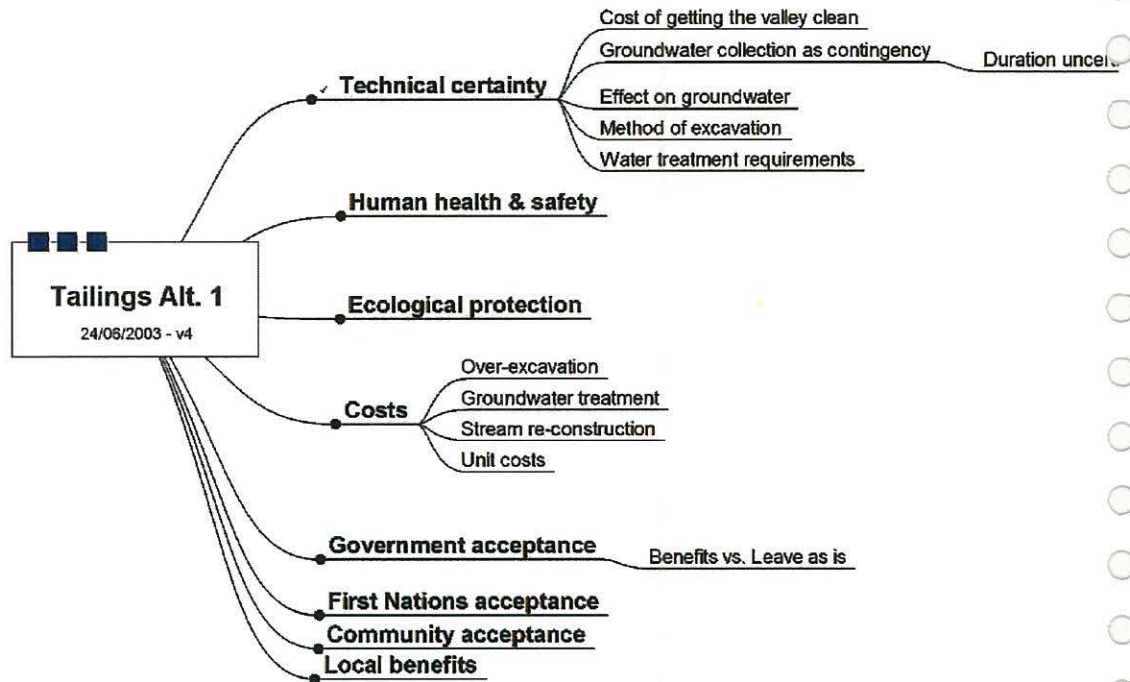 Cost of getting the valley clean
Groundwater collection as contingency
Duration
Technical certainty
Effect on groundwater
Method of excavation
Water treatment requirements
Human health & safety
Tailings Alt. 1
24/06/2003 - v4
Ecological protection
Over-excavation
Costs
Groundwater treatment
Stream re-construction
Unit costs
Government acceptance
Benefits vs. Leave as is
First Nations acceptance
Community acceptance
Local benefits